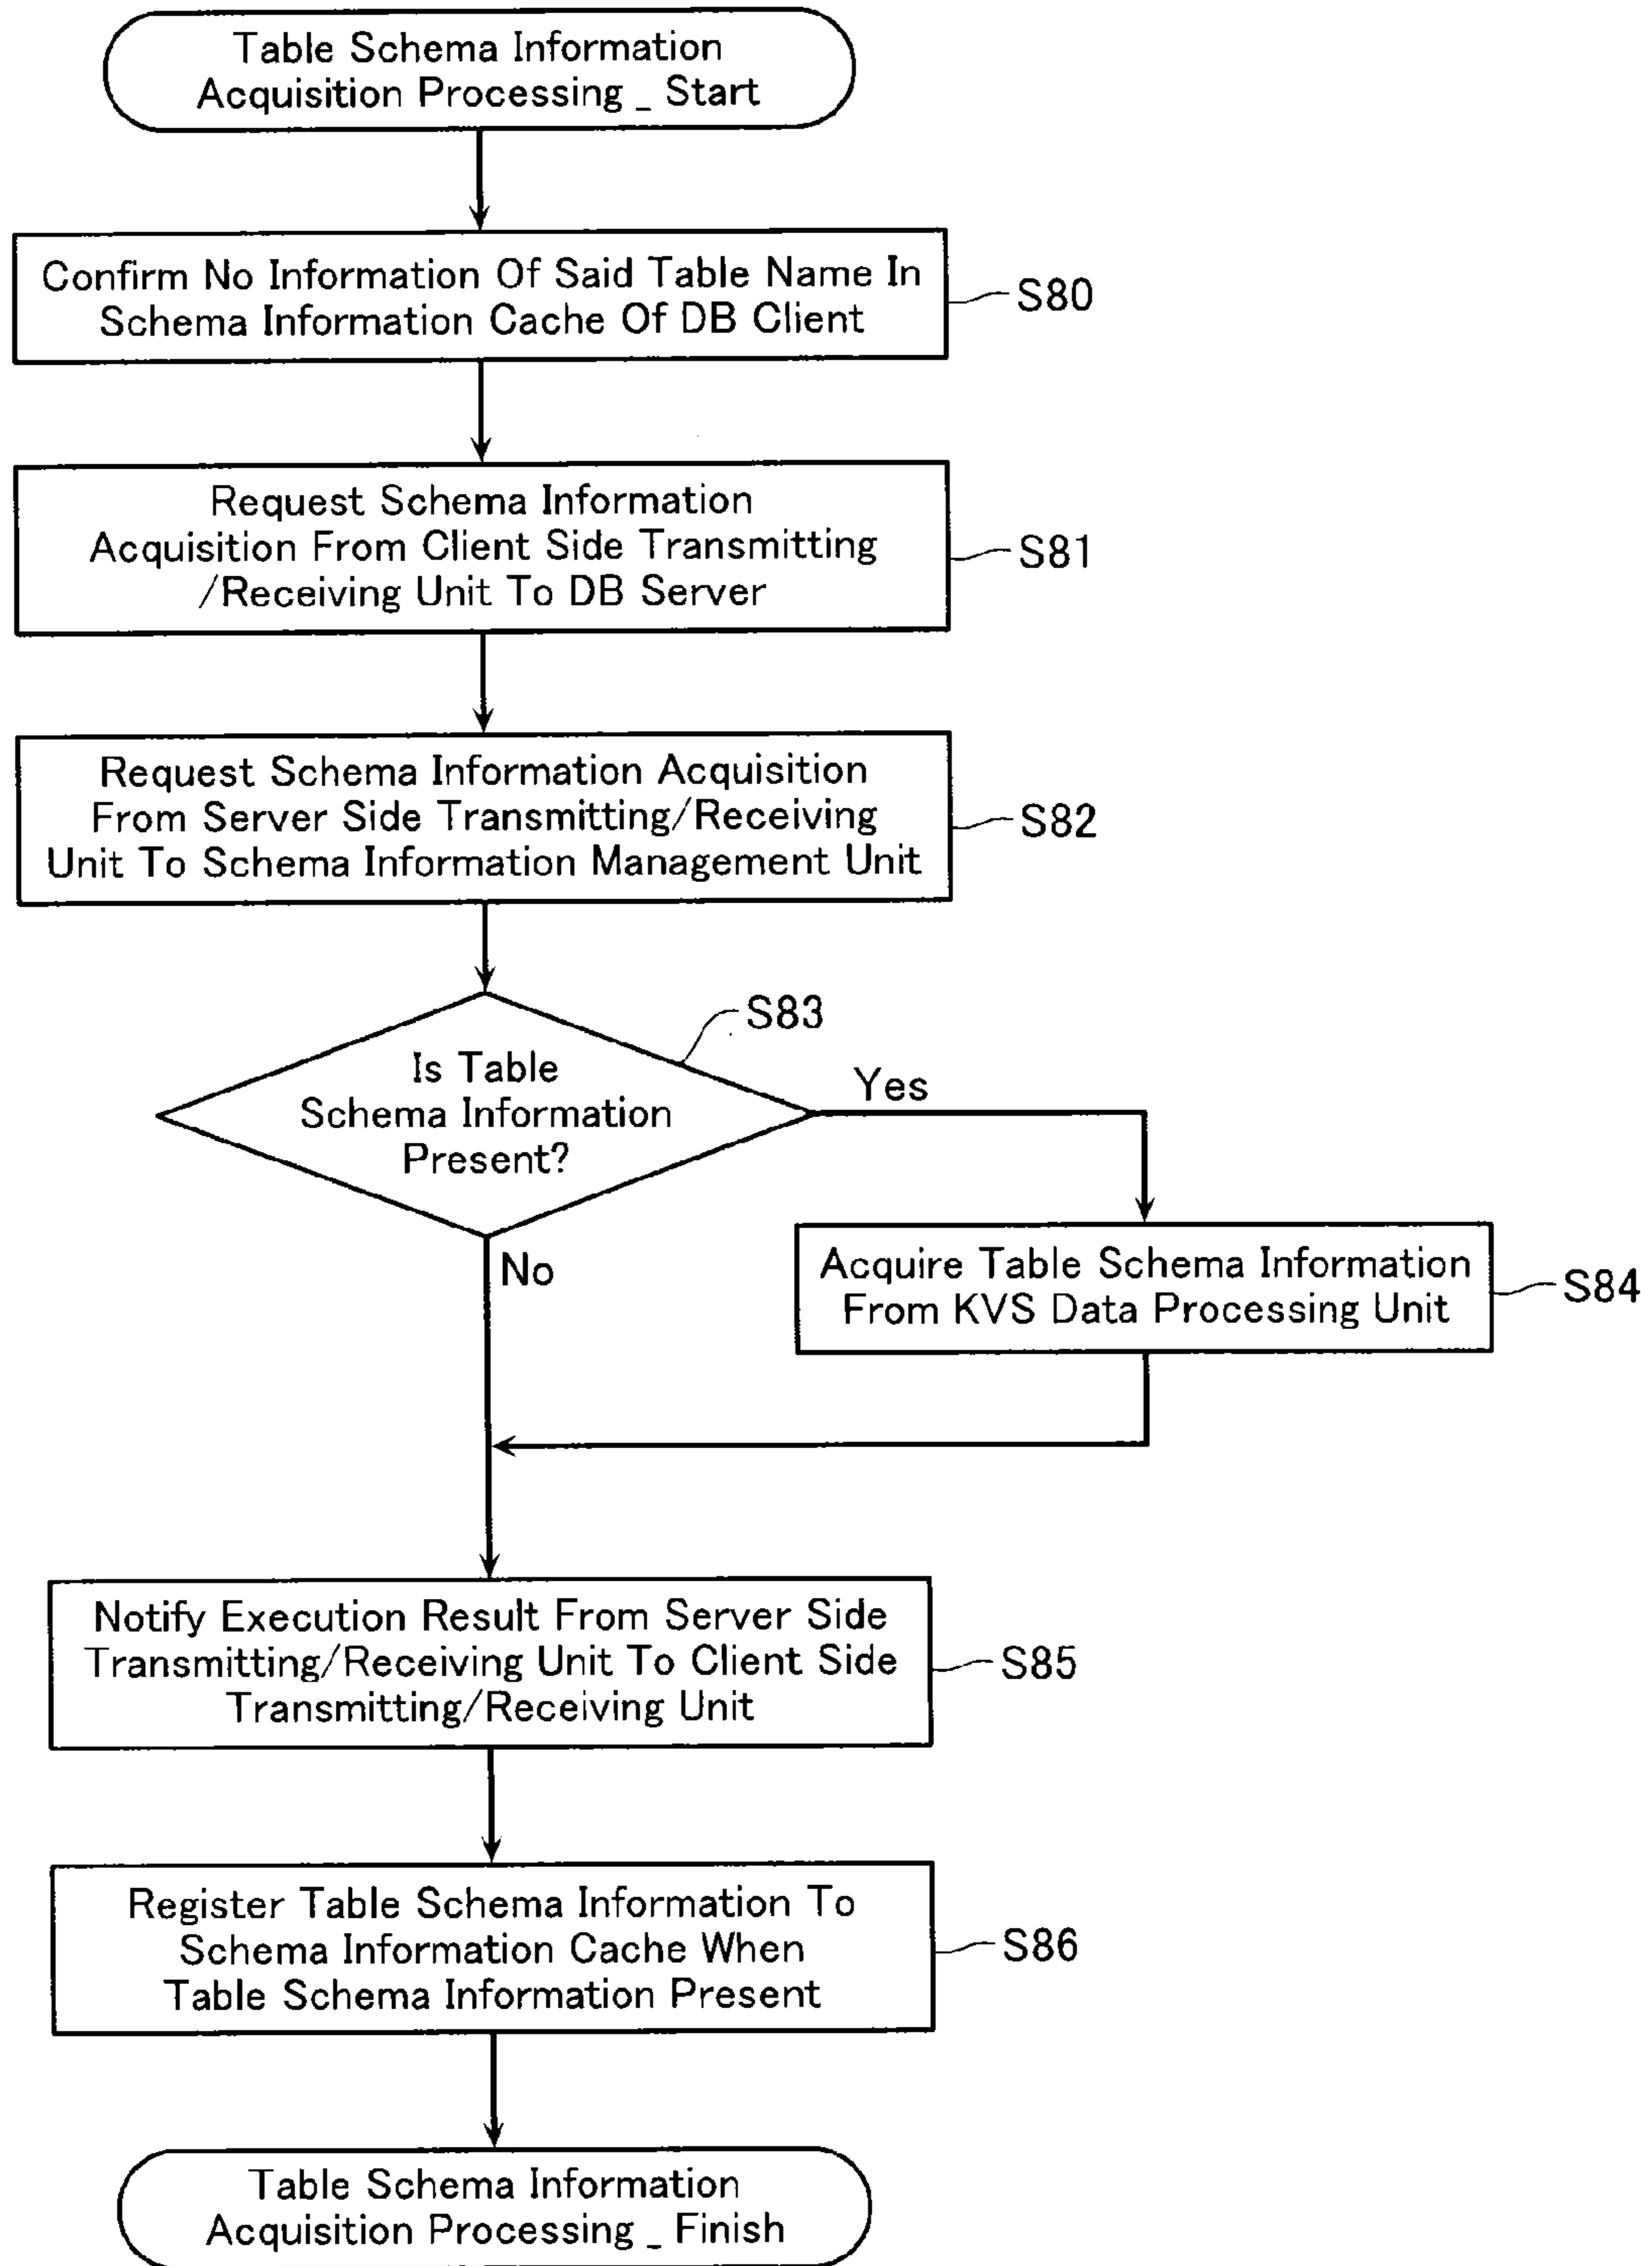 Table Schema Information
Acquisition Processing _ Start
Confirm No Information Of Said Table Name In
Schema Information Cache Of DB Client
S80
Request Schema Information
Acquisition From Client Side Transmitting
/Receiving Unit To DB Server
S81
Request Schema Information Acquisition
From Server Side Transmitting/Receiving
Unit To Schema Information Management Unit
S82
S83
Is Table
Schema Information
Present?
Yes
No
Acquire Table Schema Information
From KVS Data Processing Unit
S84
Notify Execution Result From Server Side
Transmitting/Receiving Unit To Client Side
Transmitting/Receiving Unit
S85
Register Table Schema Information To
Schema Information Cache When
Table Schema Information Present
S86
Table Schema Information
Acquisition Processing _ Finish